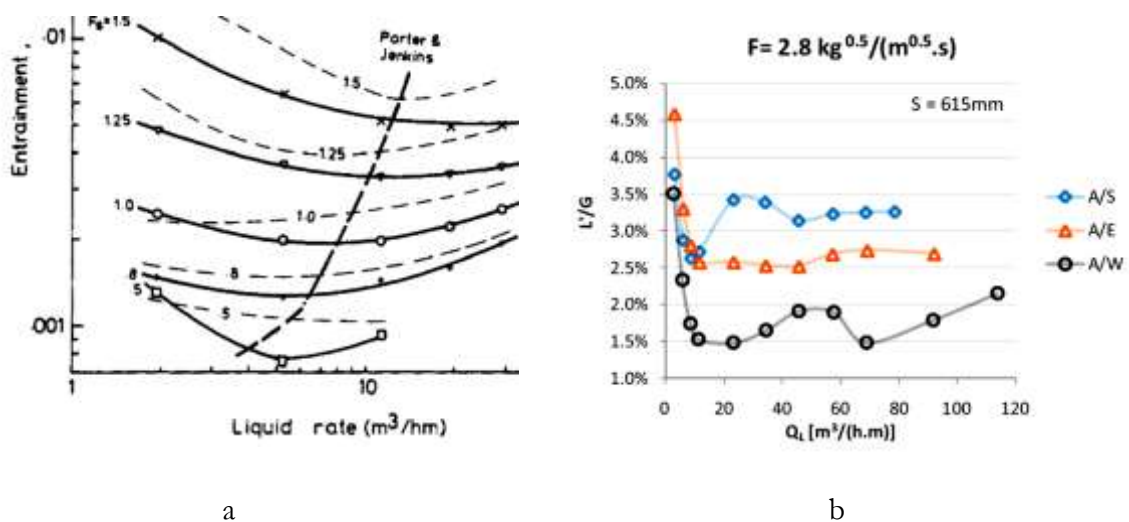 .01
Fs=1.5
1.25
1.0
.8
.5
1.5
1.25
1.0
.8
.5
Porter &
Jenkins
Entrainment,
.001
1
10
Liquid rate (m³/hm)
a
F= 2.8 kg^0.5/(m^0.5.s)
S = 615mm
5.0%
4.5%
4.0%
3.5%
3.0%
2.5%
2.0%
1.5%
1.0%
L'/G
0 20 40 60 80 100 120
QL [m³/(h.m)]
A/S
A/E
A/W
b